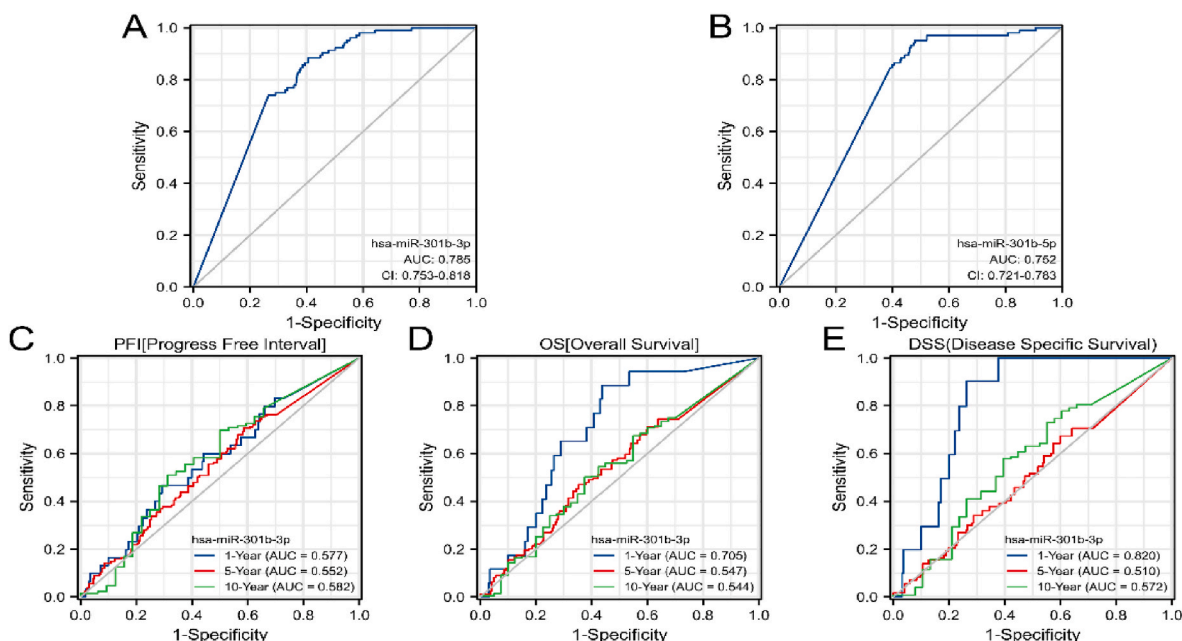 A
Sensitivity
1.0
0.8
0.6
0.4
0.2
0.0
hsa-miR-301b-3p
AUC: 0.785
CI: 0.753-0.818
0.0 0.2 0.4 0.6 0.8 1.0
1-Specificity
B
Sensitivity
1.0
0.8
0.6
0.4
0.2
0.0
hsa-miR-301b-5p
AUC: 0.752
CI: 0.721-0.783
0.0 0.2 0.4 0.6 0.8 1.0
1-Specificity
C
PFI[Progress Free Interval]
Sensitivity
1.0
0.8
0.6
0.4
0.2
0.0
hsa-miR-301b-3p
1-Year (AUC = 0.577)
5-Year (AUC = 0.552)
10-Year (AUC = 0.582)
0.0 0.2 0.4 0.6 0.8 1.0
1-Specificity
D
OS[Overall Survival]
Sensitivity
1.0
0.8
0.6
0.4
0.2
0.0
hsa-miR-301b-3p
1-Year (AUC = 0.705)
5-Year (AUC = 0.547)
10-Year (AUC = 0.544)
0.0 0.2 0.4 0.6 0.8 1.0
1-Specificity
E
DSS(Disease Specific Survival)
Sensitivity
1.0
0.8
0.6
0.4
0.2
0.0
hsa-miR-301b-3p
1-Year (AUC = 0.820)
5-Year (AUC = 0.510)
10-Year (AUC = 0.572)
0.0 0.2 0.4 0.6 0.8 1.0
1-Specificity